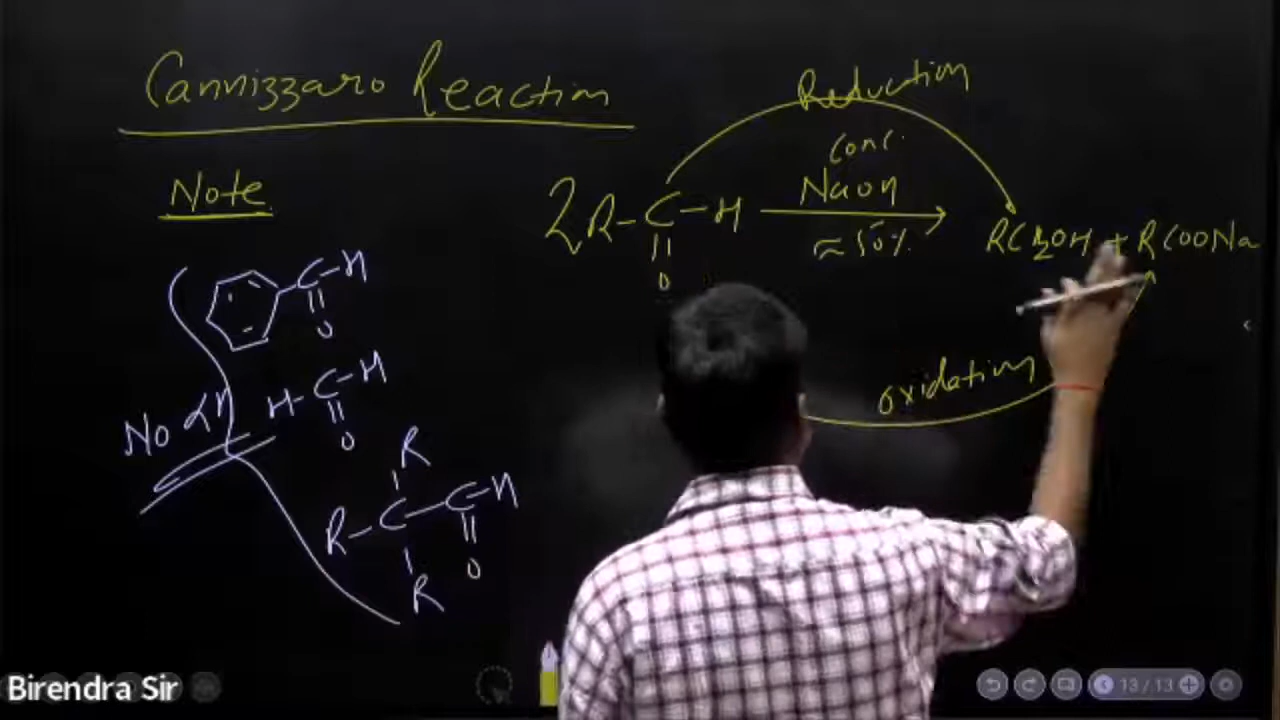 Cannizzaro Reaction
Reduction
Note
2R-C-H
||
O
conc.
NaOH
≈50%
RCH2OH + RCOONa
C-H
||
O
oxidation
No αH
H-C-H
||
O
R
R-C-C-H
||
O
R
Birendra Sir
13 / 13